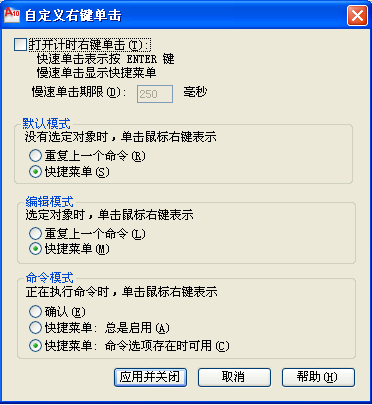 A10 自定义右键单击
打开计时右键单击(T):
快速单击表示按 ENTER 键
慢速单击显示快捷菜单
慢速单击期限(D): 250 毫秒
默认模式
没有选定对象时，单击鼠标右键表示
重复上一个命令(R)
快捷菜单(S)
编辑模式
选定对象时，单击鼠标右键表示
重复上一个命令(L)
快捷菜单(M)
命令模式
正在执行命令时，单击鼠标右键表示
确认(E)
快捷菜单: 总是启用(A)
快捷菜单: 命令选项存在时可用(C)
应用并关闭 取消 帮助(H)